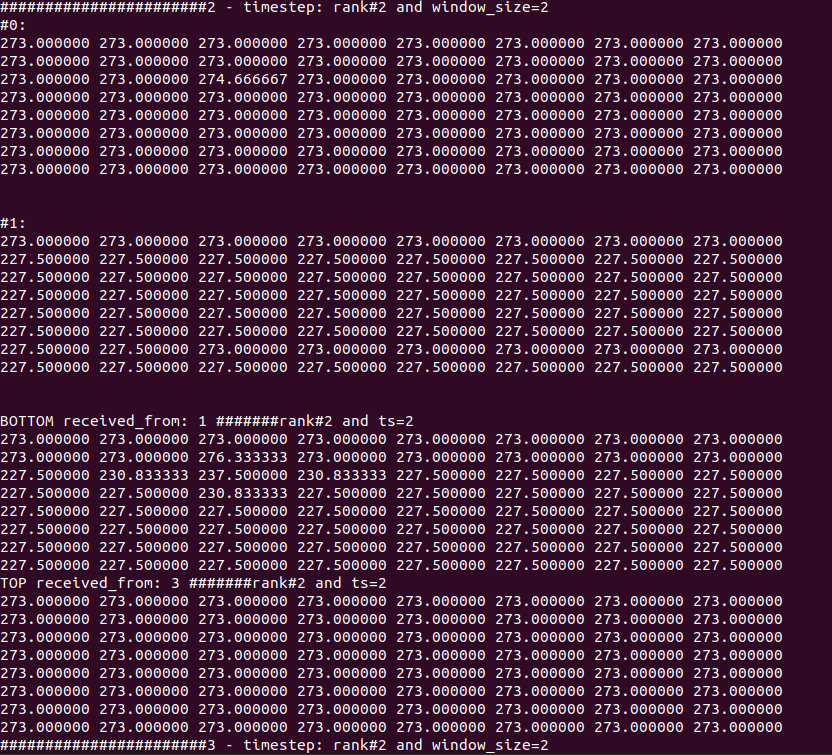 #######################2 - timestep: rank#2 and window_size=2
#0:
273.000000 273.000000 273.000000 273.000000 273.000000 273.000000 273.000000 273.000000
273.000000 273.000000 273.000000 273.000000 273.000000 273.000000 273.000000 273.000000
273.000000 273.000000 274.666667 273.000000 273.000000 273.000000 273.000000 273.000000
273.000000 273.000000 273.000000 273.000000 273.000000 273.000000 273.000000 273.000000
273.000000 273.000000 273.000000 273.000000 273.000000 273.000000 273.000000 273.000000
273.000000 273.000000 273.000000 273.000000 273.000000 273.000000 273.000000 273.000000
273.000000 273.000000 273.000000 273.000000 273.000000 273.000000 273.000000 273.000000
273.000000 273.000000 273.000000 273.000000 273.000000 273.000000 273.000000 273.000000
#1:
273.000000 273.000000 273.000000 273.000000 273.000000 273.000000 273.000000 273.000000
227.500000 227.500000 227.500000 227.500000 227.500000 227.500000 227.500000 227.500000
227.500000 227.500000 227.500000 227.500000 227.500000 227.500000 227.500000 227.500000
227.500000 227.500000 227.500000 227.500000 227.500000 227.500000 227.500000 227.500000
227.500000 227.500000 227.500000 227.500000 227.500000 227.500000 227.500000 227.500000
227.500000 227.500000 227.500000 227.500000 227.500000 227.500000 227.500000 227.500000
227.500000 227.500000 273.000000 273.000000 273.000000 273.000000 273.000000 273.000000
227.500000 227.500000 227.500000 227.500000 227.500000 227.500000 227.500000 227.500000
BOTTOM received_from: 1 #######rank#2 and ts=2
273.000000 273.000000 273.000000 273.000000 273.000000 273.000000 273.000000 273.000000
273.000000 273.000000 276.333333 273.000000 273.000000 273.000000 273.000000 273.000000
227.500000 230.833333 237.500000 230.833333 227.500000 227.500000 227.500000 227.500000
227.500000 227.500000 230.833333 227.500000 227.500000 227.500000 227.500000 227.500000
227.500000 227.500000 227.500000 227.500000 227.500000 227.500000 227.500000 227.500000
227.500000 227.500000 227.500000 227.500000 227.500000 227.500000 227.500000 227.500000
227.500000 227.500000 227.500000 227.500000 227.500000 227.500000 227.500000 227.500000
227.500000 227.500000 227.500000 227.500000 227.500000 227.500000 227.500000 227.500000
TOP received_from: 3 #######rank#2 and ts=2
273.000000 273.000000 273.000000 273.000000 273.000000 273.000000 273.000000 273.000000
273.000000 273.000000 273.000000 273.000000 273.000000 273.000000 273.000000 273.000000
273.000000 273.000000 273.000000 273.000000 273.000000 273.000000 273.000000 273.000000
273.000000 273.000000 273.000000 273.000000 273.000000 273.000000 273.000000 273.000000
273.000000 273.000000 273.000000 273.000000 273.000000 273.000000 273.000000 273.000000
273.000000 273.000000 273.000000 273.000000 273.000000 273.000000 273.000000 273.000000
273.000000 273.000000 273.000000 273.000000 273.000000 273.000000 273.000000 273.000000
273.000000 273.000000 273.000000 273.000000 273.000000 273.000000 273.000000 273.000000
#######################3 - timestep: rank#2 and window_size=2